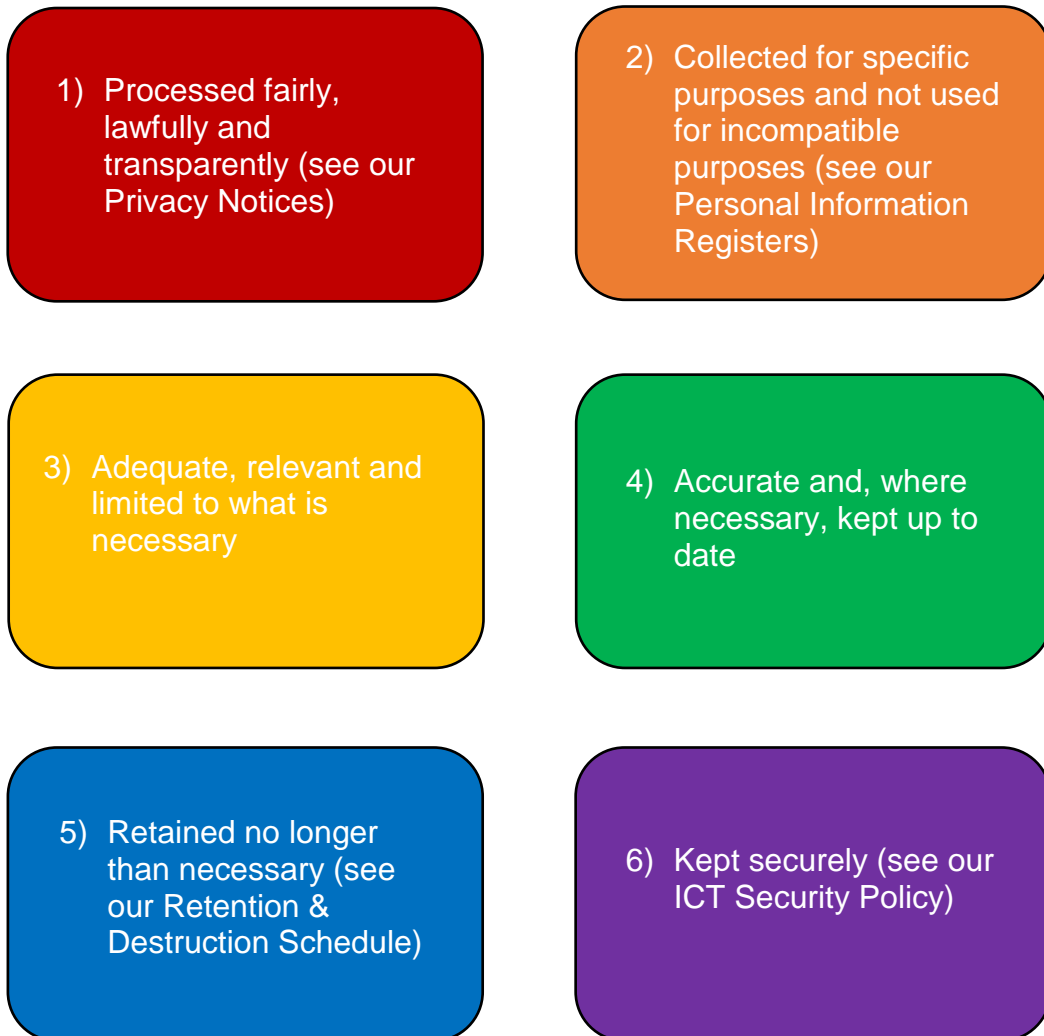 1) Processed fairly,
lawfully and
transparently (see our
Privacy Notices)
2) Collected for specific
purposes and not used
for incompatible
purposes (see our
Personal Information
Registers)
3) Adequate, relevant and
limited to what is
necessary
4) Accurate and, where
necessary, kept up to
date
5) Retained no longer
than necessary (see
our Retention &
Destruction Schedule)
6) Kept securely (see our
ICT Security Policy)